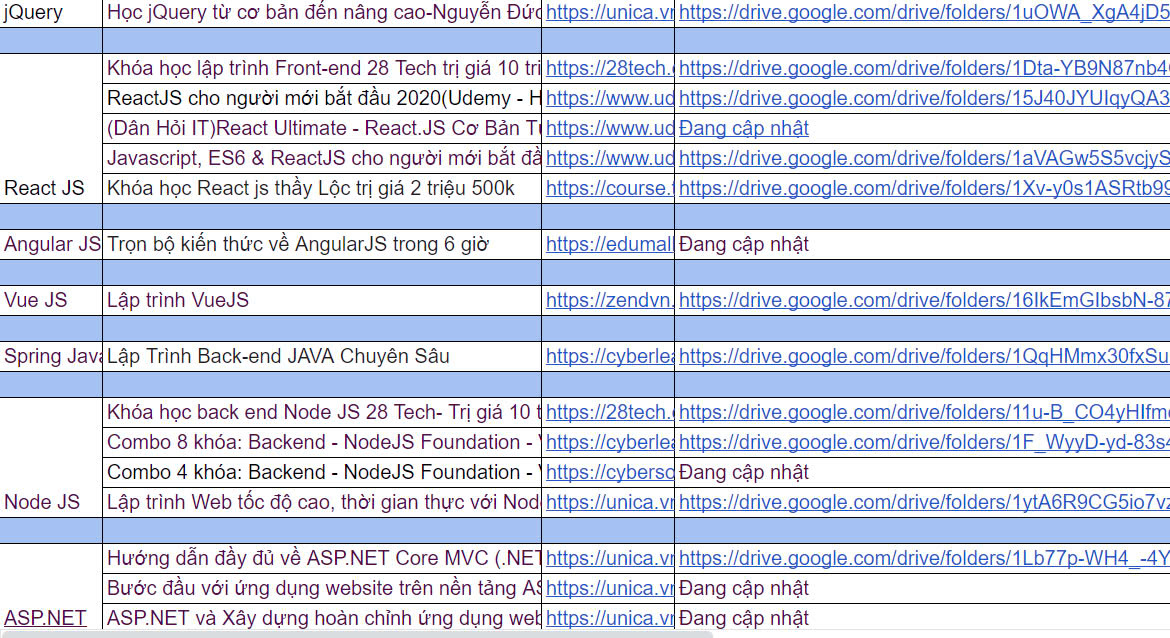 jQuery Học jQuery từ cơ bản đến nâng cao-Nguyễn Đức https://unica.vn https://drive.google.com/drive/folders/1uOWA_XgA4jD5
Khóa học lập trình Front-end 28 Tech trị giá 10 tri https://28tech. https://drive.google.com/drive/folders/1Dta-YB9N87nb4
ReactJS cho người mới bắt đầu 2020(Udemy - H https://www.ud https://drive.google.com/drive/folders/15J40JYUIqyQA3
(Dân Hỏi IT)React Ultimate - React.JS Cơ Bản Từ https://www.ud Đang cập nhật
Javascript, ES6 & ReactJS cho người mới bắt đầ https://www.ud https://drive.google.com/drive/folders/1aVAGw5S5vcjyS
React JS Khóa học React js thầy Lộc trị giá 2 triệu 500k https://course. https://drive.google.com/drive/folders/1Xv-y0s1ASRtb99
Angular JS Trọn bộ kiến thức về AngularJS trong 6 giờ https://edumall Đang cập nhật
Vue JS Lập trình VueJS https://zendvn. https://drive.google.com/drive/folders/16IkEmGIbsbN-87
Spring Java Lập Trình Back-end JAVA Chuyên Sâu https://cyberlea https://drive.google.com/drive/folders/1QqHMmx30fxSu
Khóa học back end Node JS 28 Tech- Trị giá 10 t https://28tech. https://drive.google.com/drive/folders/11u-B_CO4yHIfm
Combo 8 khóa: Backend - NodeJS Foundation - https://cyberlea https://drive.google.com/drive/folders/1F_WyyD-yd-83s4
Combo 4 khóa: Backend - NodeJS Foundation - https://cyberso Đang cập nhật
Node JS Lập trình Web tốc độ cao, thời gian thực với Nod https://unica.vn https://drive.google.com/drive/folders/1ytA6R9CG5io7vz
Hướng dẫn đầy đủ về ASP.NET Core MVC (.NET https://unica.vn https://drive.google.com/drive/folders/1Lb77p-WH4_-4Y
Bước đầu với ứng dụng website trên nền tảng AS https://unica.vn Đang cập nhật
ASP.NET ASP.NET và Xây dựng hoàn chỉnh ứng dụng web https://unica.vn Đang cập nhật